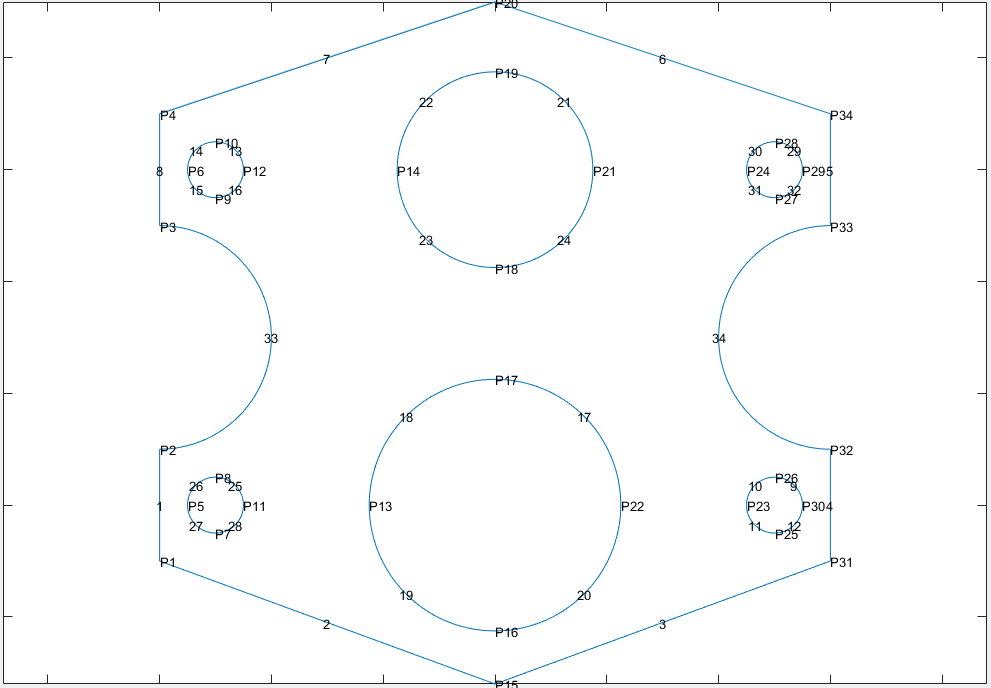 P20
7 6
P19
22 21
P4 P34
P10 P28
14 13 30 29
8 P6 P12 P14 P21 P24 P295
15 16 31 32
P9 P27
P3 P33
23 24
P18
33 34
P17
18 17
P2 P32
P8 P26
26 25 10 9
1 P5 P11 P13 P22 P23 P304
27 28 11 12
P7 P25
P1 P31
19 20
2 3
P16
P15